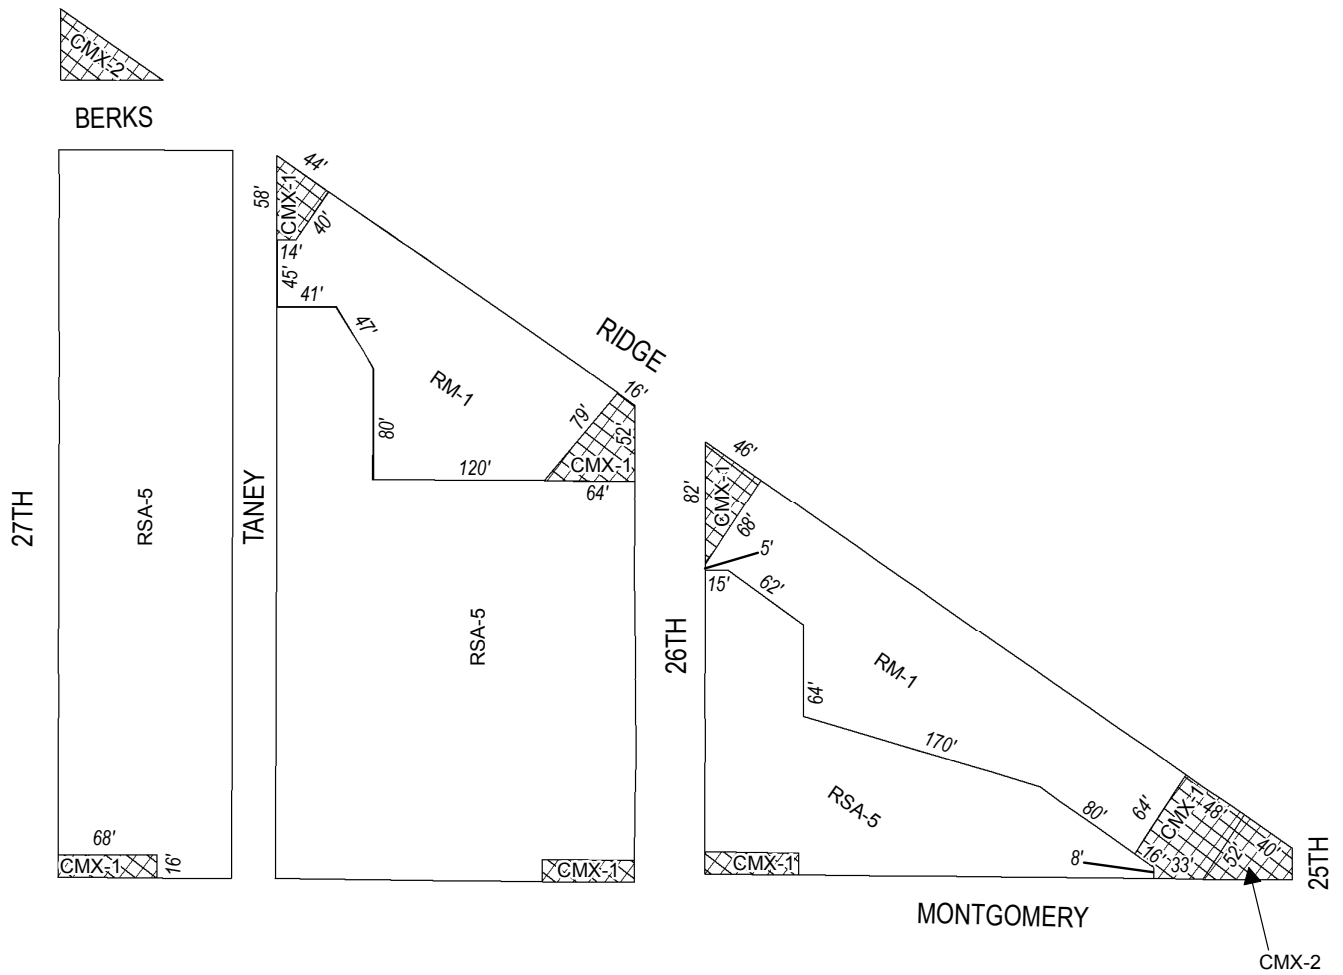 CMX-2
BERKS
44'
58'
CMX-1
40'
14'
45'
41'
47'
RIDGE
RM-1
16'
79'
52'
80'
120'
CMX-1
64'
27TH
RSA-5
TANEY
RSA-5
26TH
46'
82'
CMX-1
68'
5'
15'
62'
RM-1
64'
170'
RSA-5
80'
64'
CMX-1
48'
40'
16'
33'
52'
8'
68'
CMX-1
16'
CMX-1
CMX-1
25TH
MONTGOMERY
CMX-2